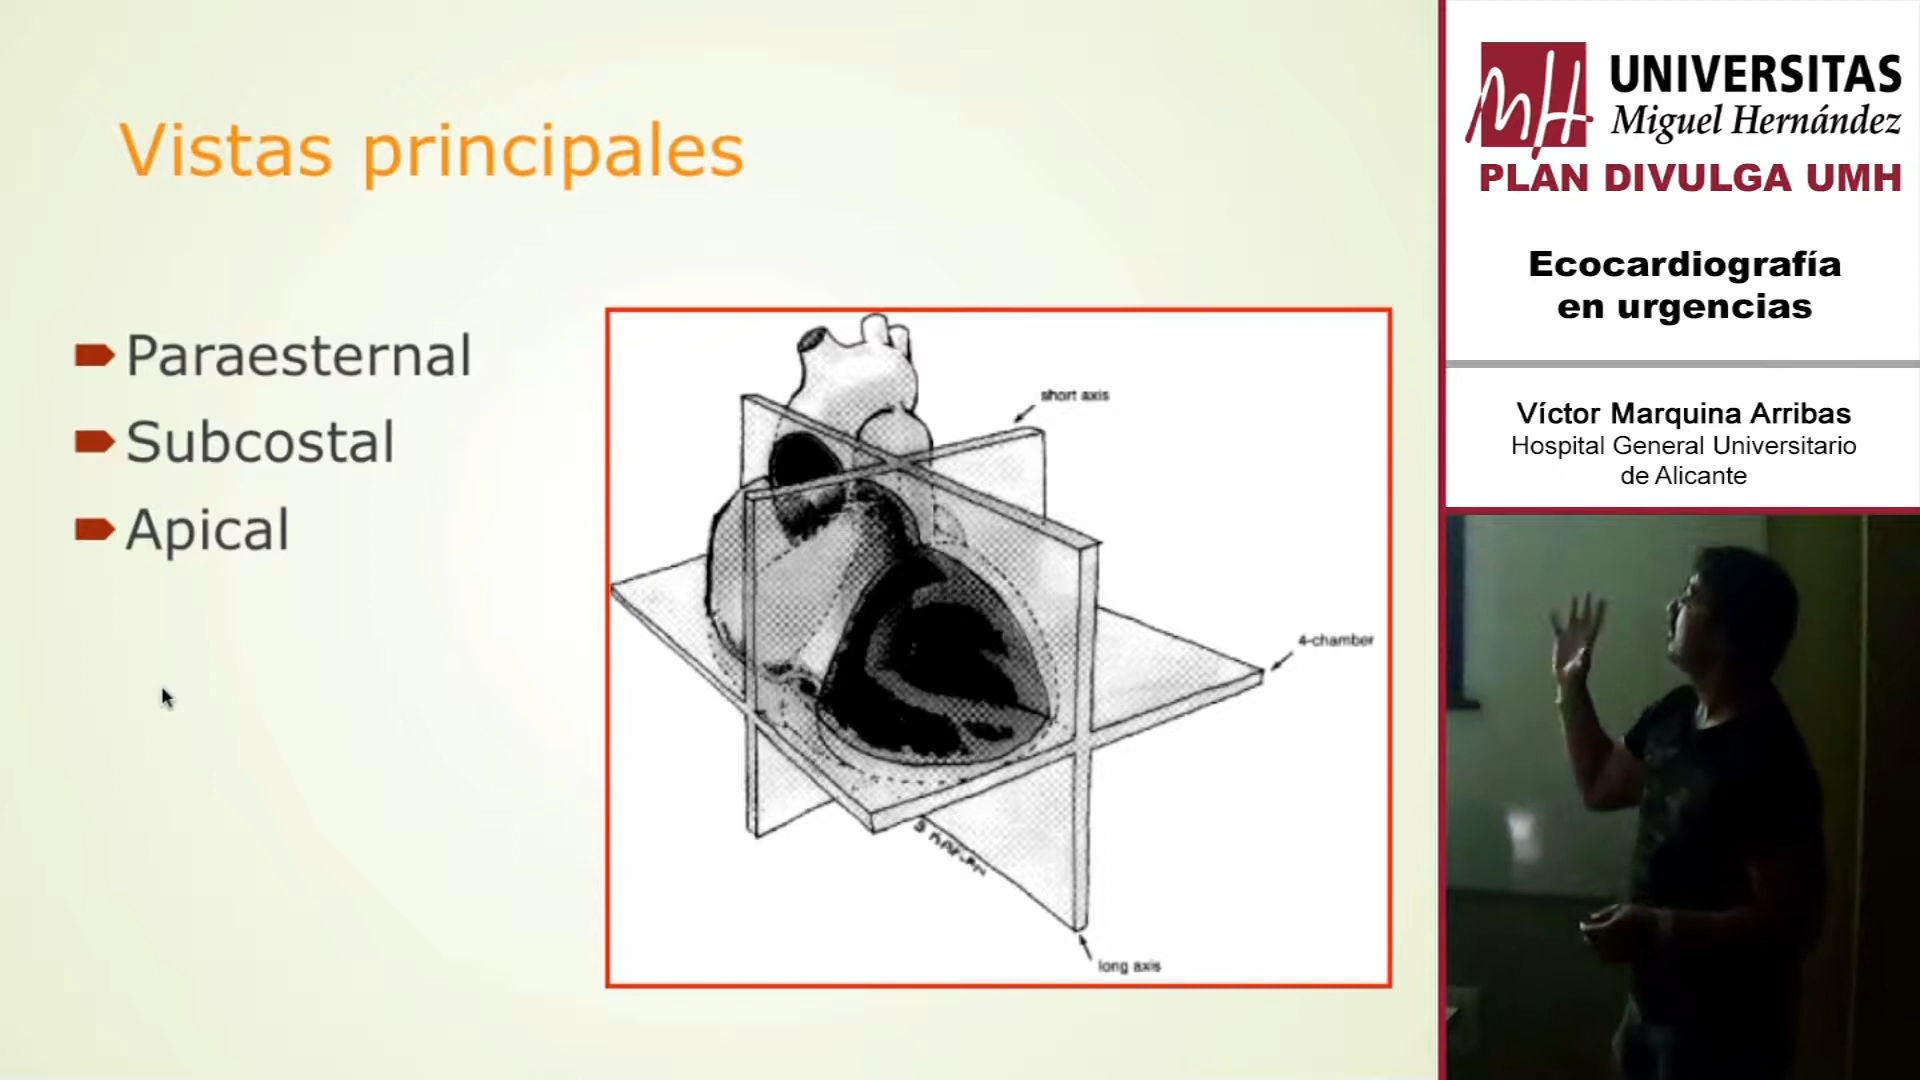 Vistas principales
Paraesternal
Subcostal
Apical
short axis
4-chamber
long axis
UNIVERSITAS
Miguel Hernández
PLAN DIVULGA UMH
Ecocardiografía
en urgencias
Víctor Marquina Arribas
Hospital General Universitario
de Alicante